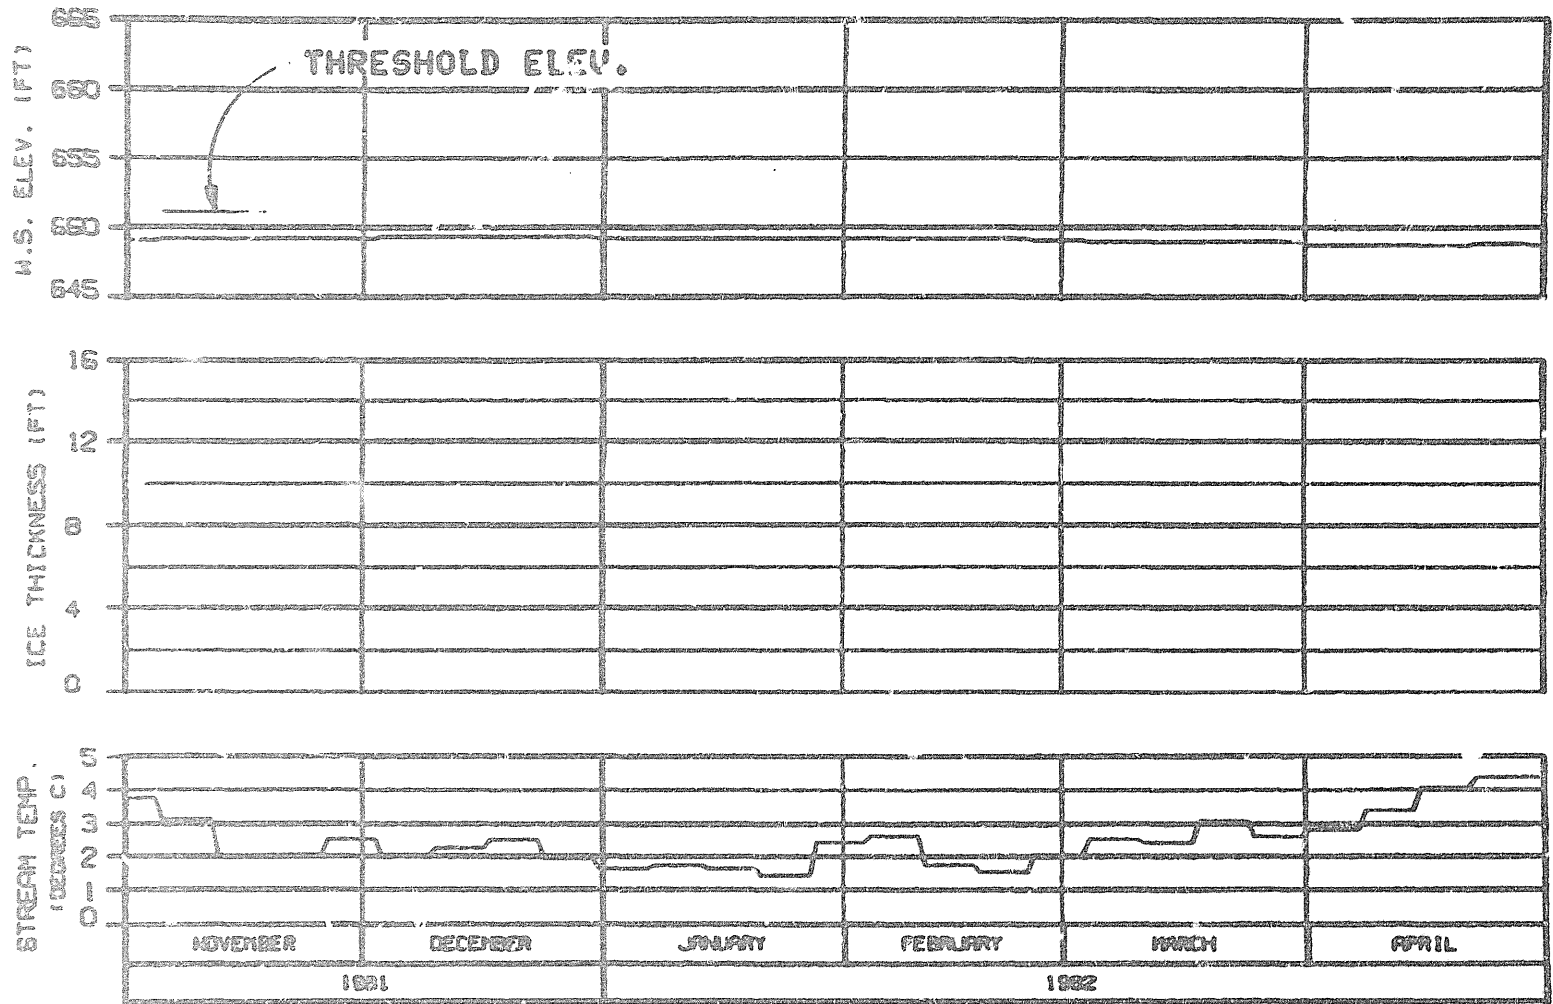 W.S. ELEV. (FT)
665
THRESHOLD ELEV.
660
655
650
645
ICE THICKNESS (FT)
16
12
8
4
0
STREAM TEMP.
(DEGREES C)
5
4
3
2
1
0
NOVEMBER DECEMBER JANUARY FEBRUARY MARCH APRIL
1981 1982